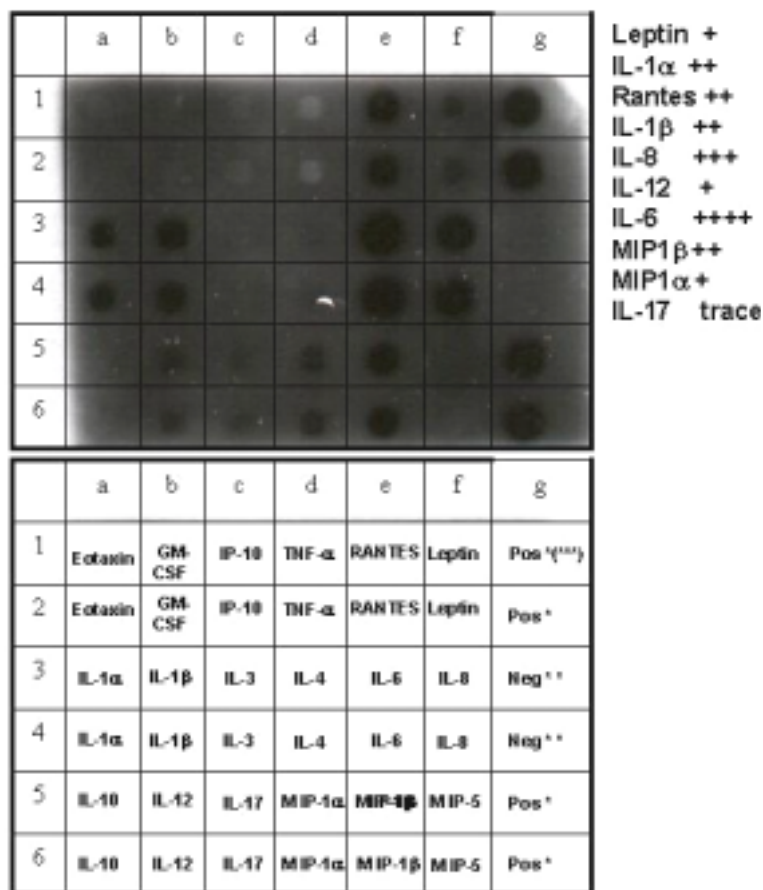 a b c d e f g
1
2
3
4
5
6
Leptin +
IL-1α ++
Rantes ++
IL-1β ++
IL-8 +++
IL-12 +
IL-6 ++++
MIP1β++
MIP1α+
IL-17 trace
a b c d e f g
1 Eotaxin GM-CSF IP-10 TNF-α RANTES Leptin Pos*(***)
2 Eotaxin GM-CSF IP-10 TNF-α RANTES Leptin Pos*
3 IL-1α IL-1β IL-3 IL-4 IL-6 IL-8 Neg**
4 IL-1α IL-1β IL-3 IL-4 IL-6 IL-8 Neg**
5 IL-10 IL-12 IL-17 MIP-1α MIP-1β MIP-5 Pos*
6 IL-10 IL-12 IL-17 MIP-1α MIP-1β MIP-5 Pos*